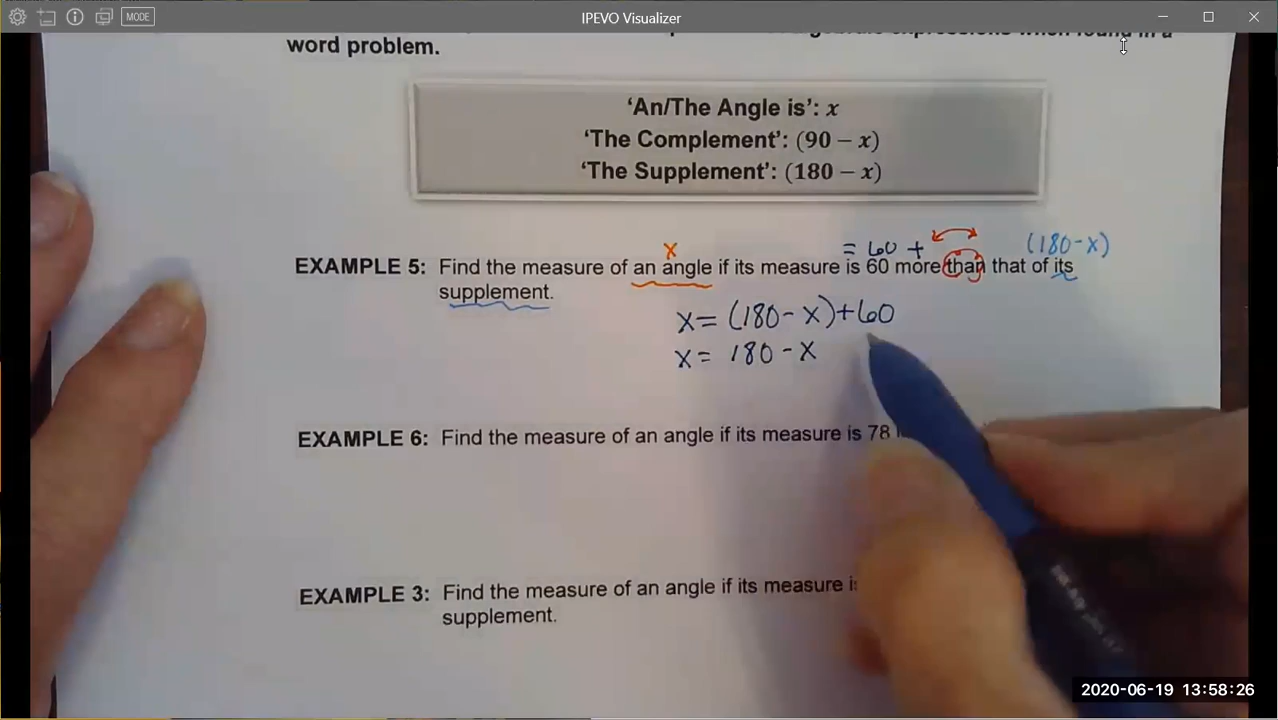 IPEVO Visualizer
MODE
word problem.
'An/The Angle is': x
'The Complement': (90 − x)
'The Supplement': (180 − x)
x = 60 + (180-x)
EXAMPLE 5: Find the measure of an angle if its measure is 60 more than that of its
supplement.
x = (180 - x) + 60
x = 180 - x
EXAMPLE 6: Find the measure of an angle if its measure is 78
EXAMPLE 3: Find the measure of an angle if its measure
supplement.
2020-06-19 13:58:26